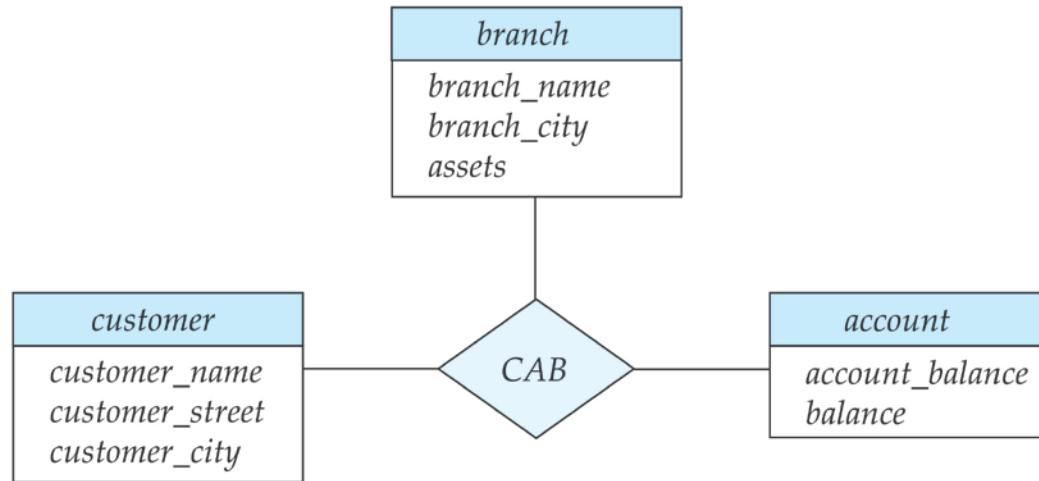 branch
branch_name
branch_city
assets
customer
customer_name
customer_street
customer_city
CAB
account
account_balance
balance